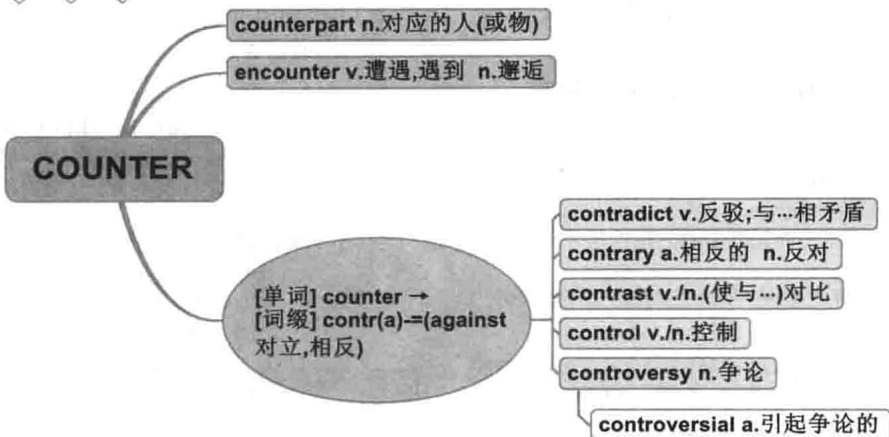 counterpart n.对应的人(或物)
encounter v.遭遇,遇到 n.邂逅
COUNTER
[单词] counter →
[词缀] contr(a)-=(against
对立,相反)
contradict v.反驳;与…相矛盾
contrary a.相反的 n.反对
contrast v./n.(使与…)对比
control v./n.控制
controversy n.争论
controversial a.引起争论的